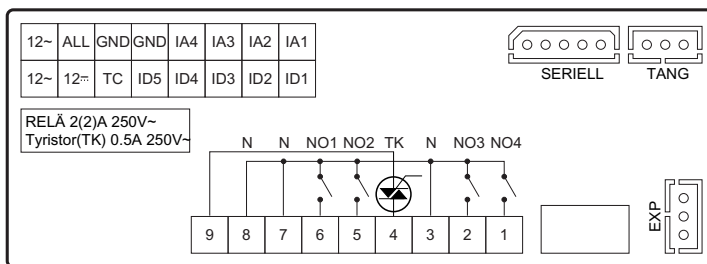 12~ ALL GND GND IA4 IA3 IA2 IA1
12~ 12⎓ TC ID5 ID4 ID3 ID2 ID1
SERIELL TANG
RELÄ 2(2)A 250V~
Tyristor(TK) 0.5A 250V~
N N NO1 NO2 TK N NO3 NO4
EXP
9 8 7 6 5 4 3 2 1